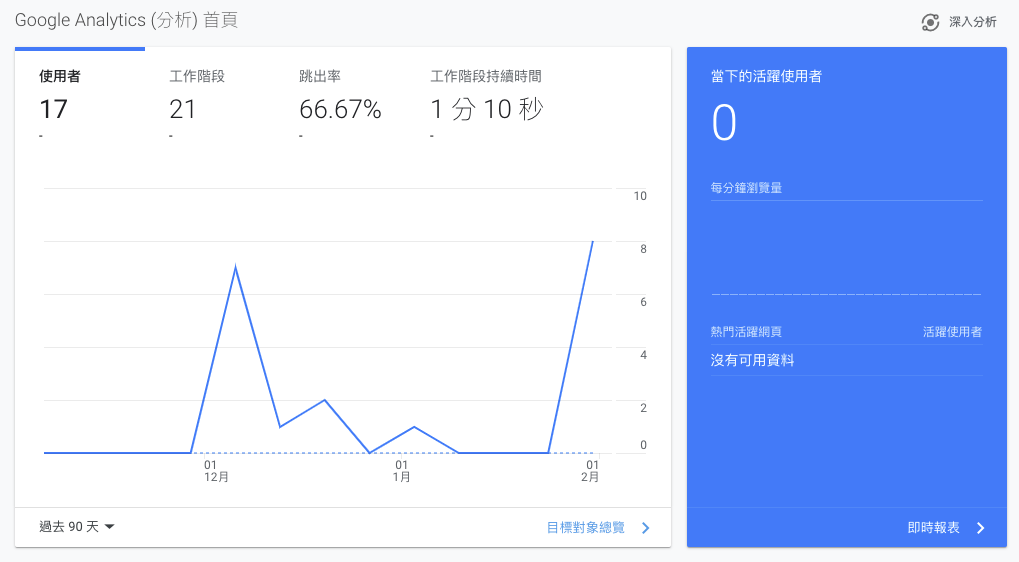 Google Analytics (分析) 首頁
深入分析
使用者
17
-
工作階段
21
-
跳出率
66.67%
-
工作階段持續時間
1 分 10 秒
-
10
8
6
4
2
0
01
12月
01
1月
01
2月
過去 90 天
目標對象總覽
當下的活躍使用者
0
每分鐘瀏覽量
熱門活躍網頁 活躍使用者
沒有可用資料
即時報表